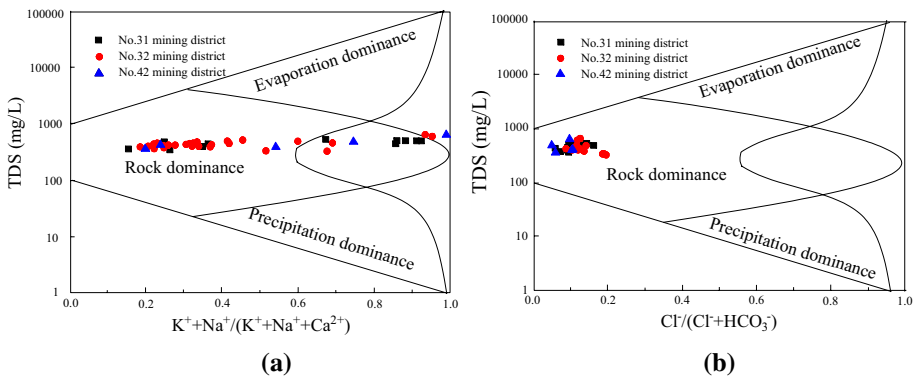 (a)
TDS (mg/L)
100000
10000
1000
100
10
1
No.31 mining district
No.32 mining district
No.42 mining district
Evaporation dominance
Rock dominance
Precipitation dominance
0.0 0.2 0.4 0.6 0.8 1.0
K⁺+Na⁺/(K⁺+Na⁺+Ca²⁺)
(a)
(b)
TDS (mg/L)
100000
10000
1000
100
10
1
No.31 mining district
No.32 mining district
No.42 mining district
Evaporation dominance
Rock dominance
Precipitation dominance
0.0 0.2 0.4 0.6 0.8 1.0
Cl⁻/(Cl⁻+HCO₃⁻)
(b)